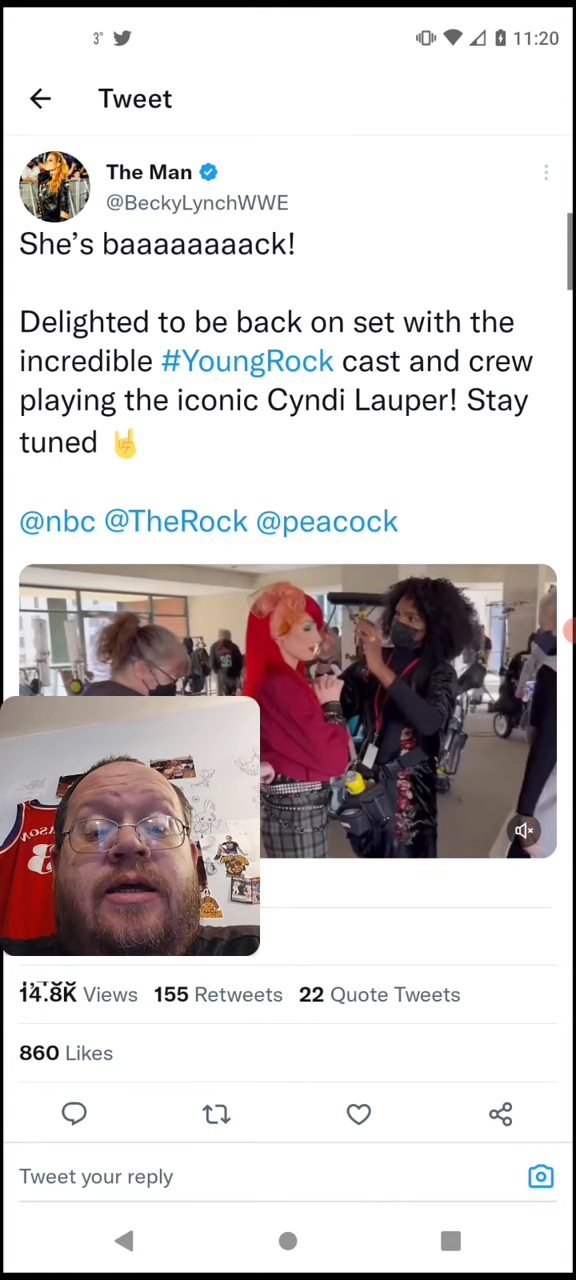 3°
11:20
Tweet
The Man
@BeckyLynchWWE
She's baaaaaaaack!
Delighted to be back on set with the
incredible #YoungRock cast and crew
playing the iconic Cyndi Lauper! Stay
tuned 🤘
@nbc @TheRock @peacock
14.8K Views 155 Retweets 22 Quote Tweets
860 Likes
Tweet your reply